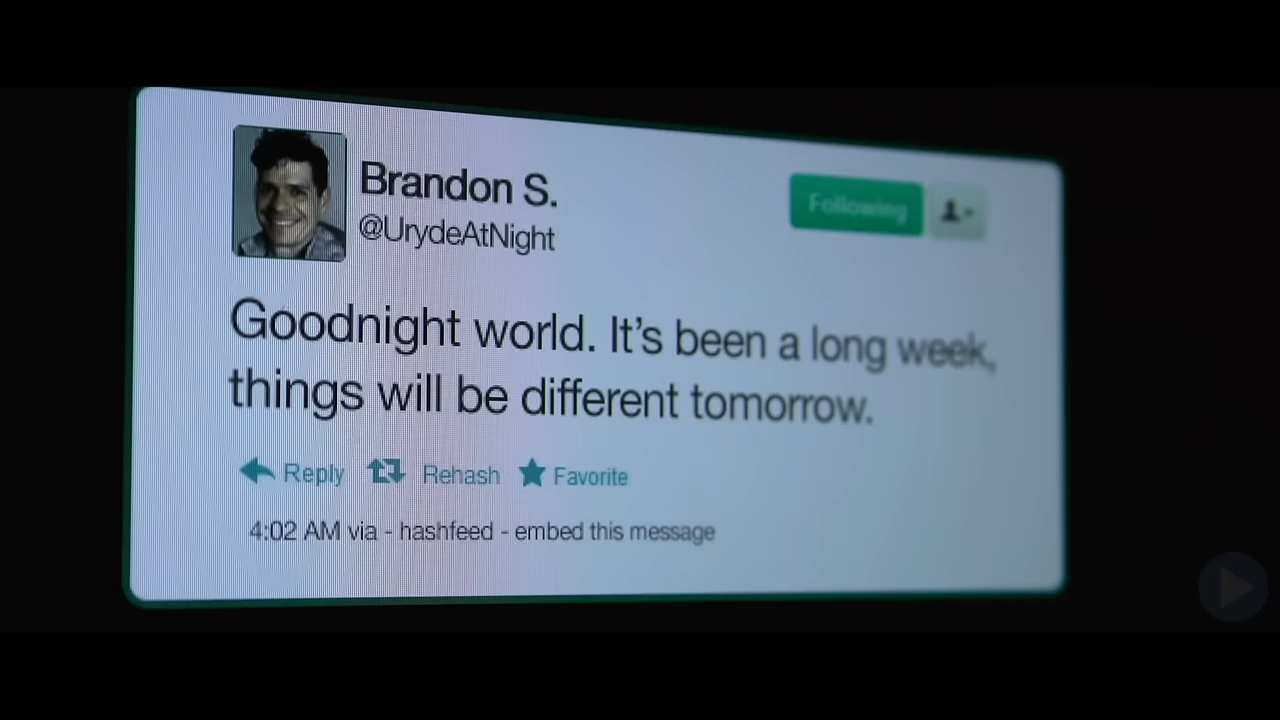 Brandon S.
@UrydeAtNight
Following
Goodnight world. It's been a long week,
things will be different tomorrow.
Reply Rehash Favorite
4:02 AM via - hashfeed - embed this message